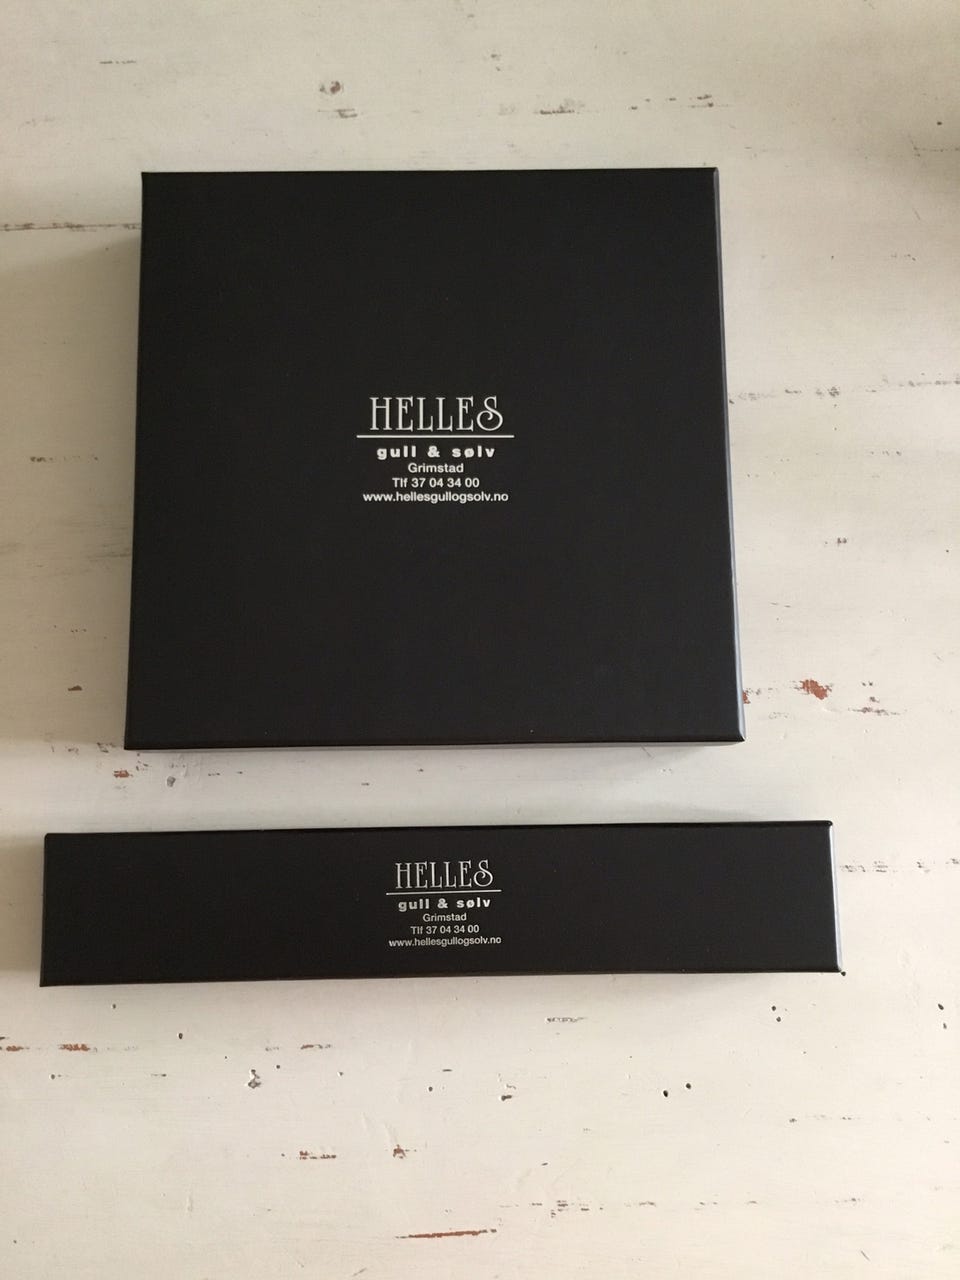 HELLES
gull & sølv
Grimstad
Tlf 37 04 34 00
www.hellesgullogsolv.no
HELLES
gull & sølv
Grimstad
Tlf 37 04 34 00
www.hellesgullogsolv.no